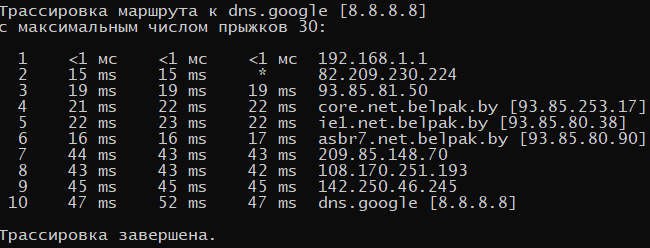 Трассировка маршрута к dns.google [8.8.8.8]
с максимальным числом прыжков 30:
1 <1 мс <1 мс <1 мс 192.168.1.1
2 15 ms 15 ms * 82.209.230.224
3 19 ms 19 ms 19 ms 93.85.81.50
4 21 ms 22 ms 22 ms core.net.belpak.by [93.85.253.17]
5 22 ms 23 ms 22 ms ie1.net.belpak.by [93.85.80.38]
6 16 ms 16 ms 17 ms asbr7.net.belpak.by [93.85.80.90]
7 44 ms 43 ms 43 ms 209.85.148.70
8 43 ms 43 ms 42 ms 108.170.251.193
9 45 ms 45 ms 45 ms 142.250.46.245
10 47 ms 52 ms 47 ms dns.google [8.8.8.8]
Трассировка завершена.